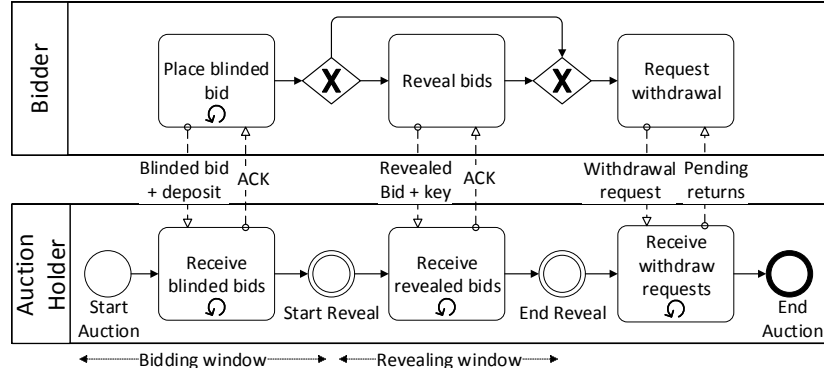 Bidder
Place blinded
bid
X
Reveal bids
X
Request
withdrawal
Blinded bid
+ deposit
ACK
Revealed
Bid + key
ACK
Withdrawal
request
Pending
returns
Auction
Holder
Start
Auction
Receive
blinded bids
Start Reveal
Receive
revealed bids
End Reveal
Receive
withdraw
requests
End
Auction
Bidding window
Revealing window